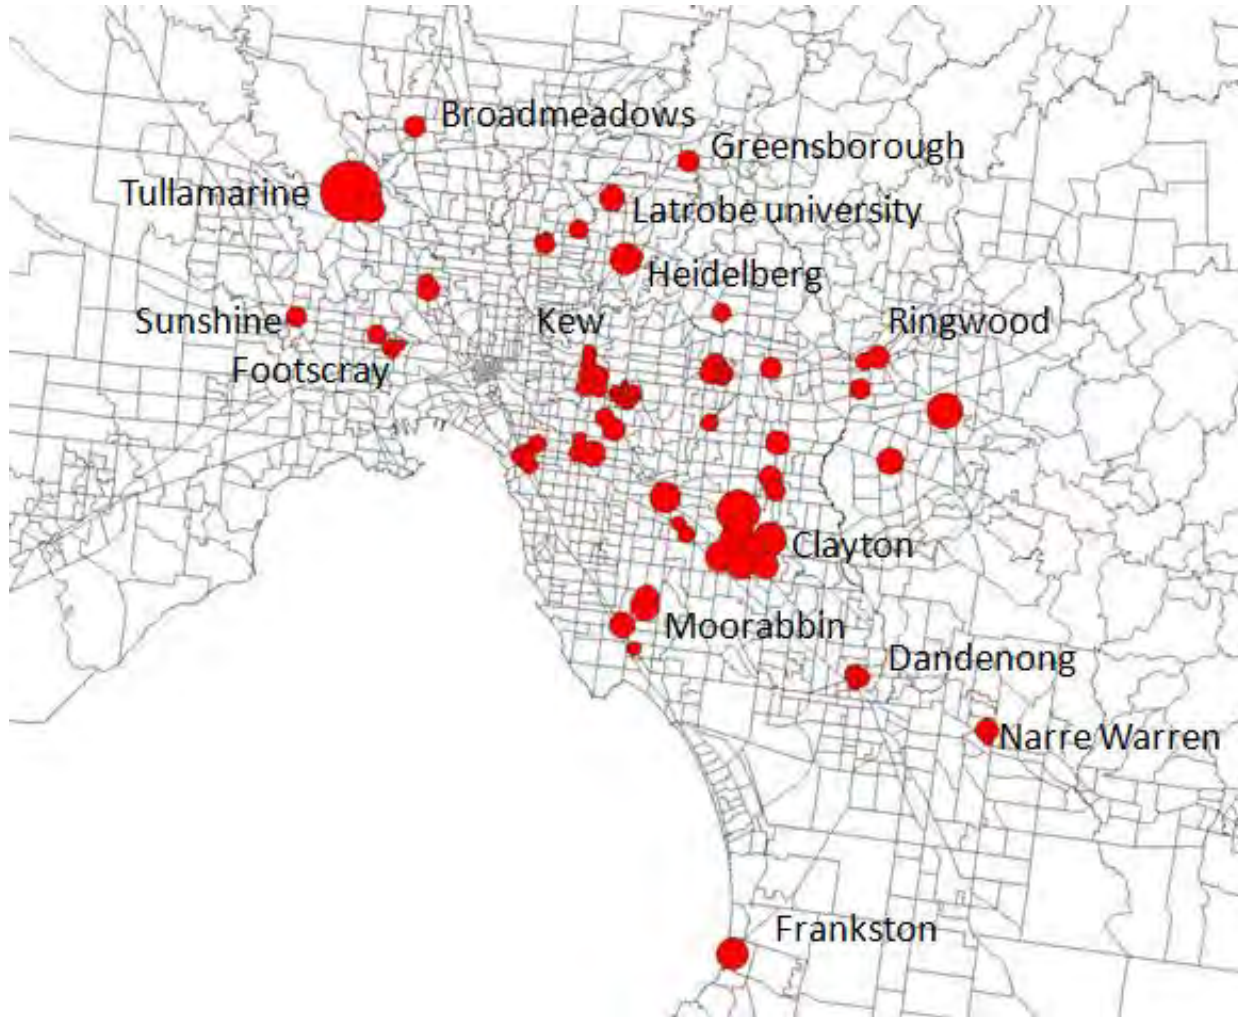 Broadmeadows
Greensborough
Tullamarine
Latrobe university
Heidelberg
Sunshine
Kew
Ringwood
Footscray
Clayton
Moorabbin
Dandenong
Narre Warren
Frankston